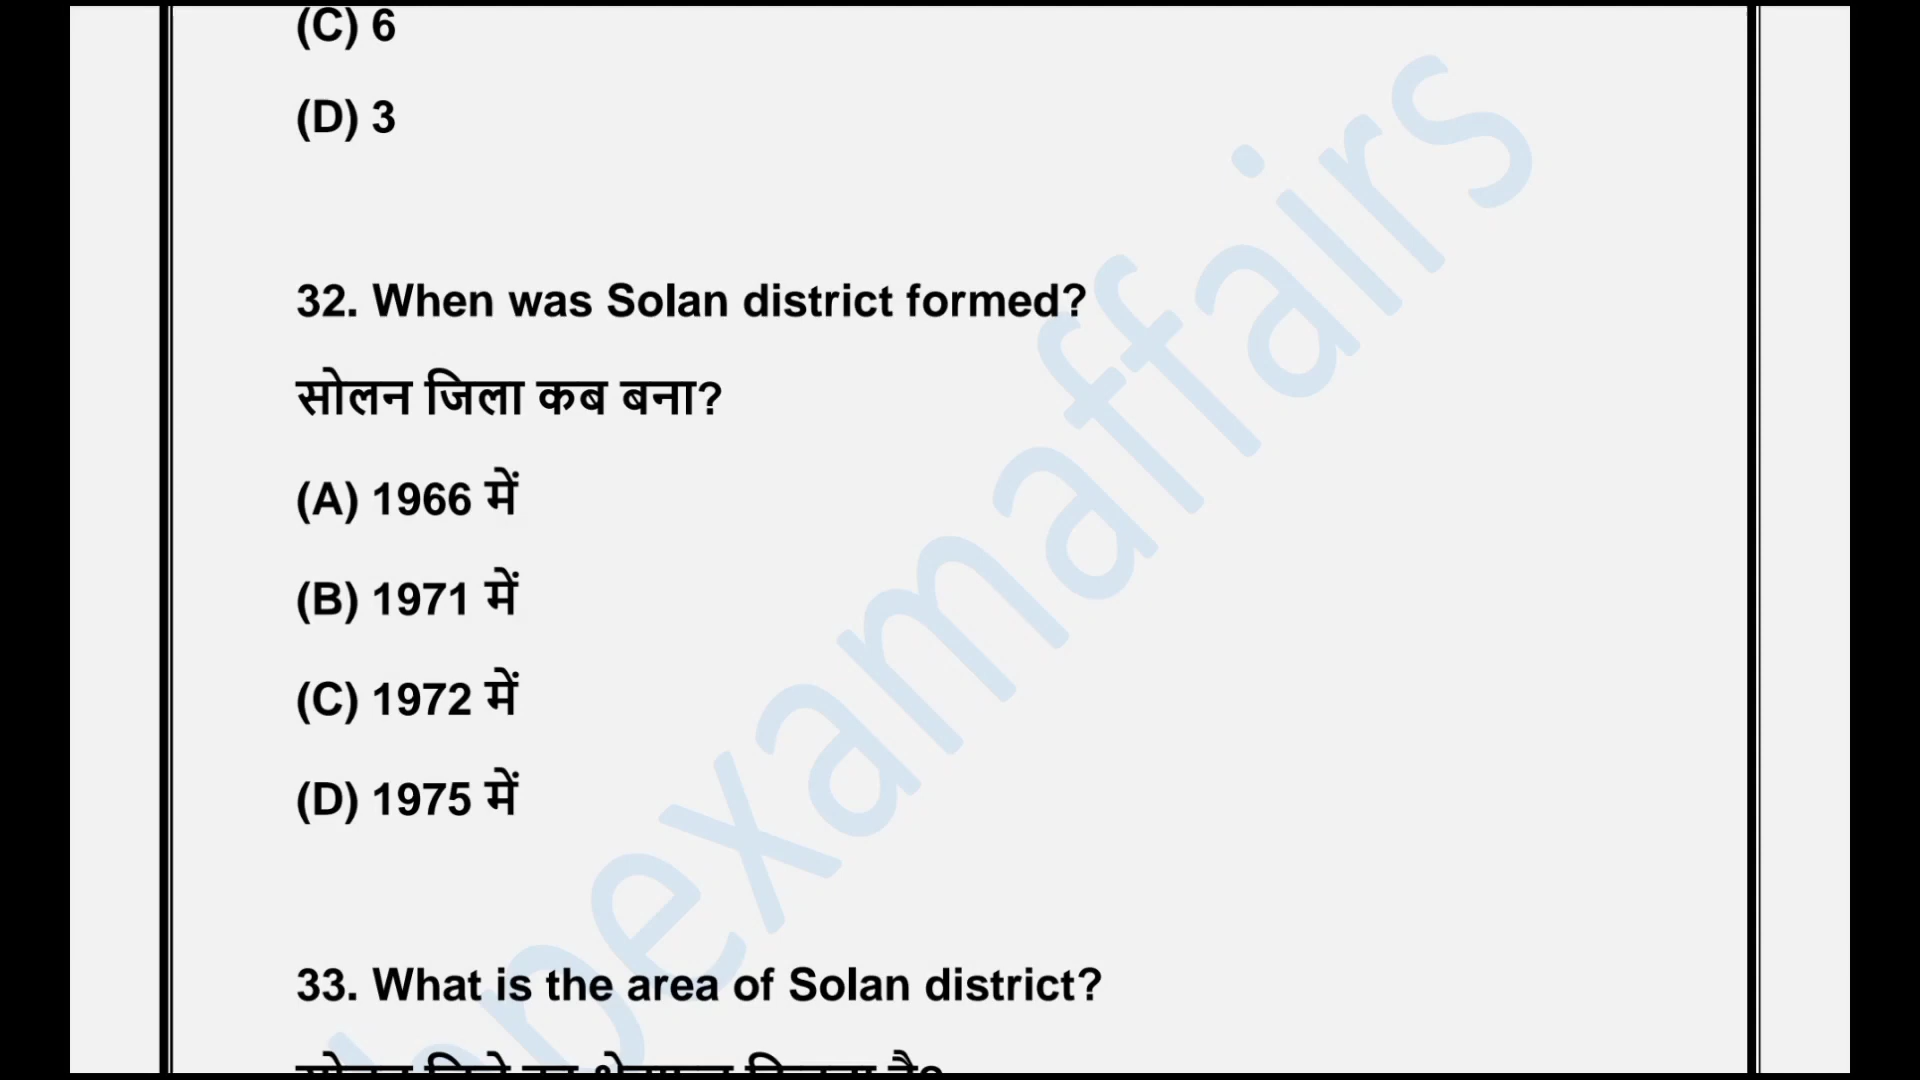 (C) 6
(D) 3
32. When was Solan district formed?
सोलन जिला कब बना?
(A) 1966 में
(B) 1971 में
(C) 1972 में
(D) 1975 में
33. What is the area of Solan district?
pexamaffairs